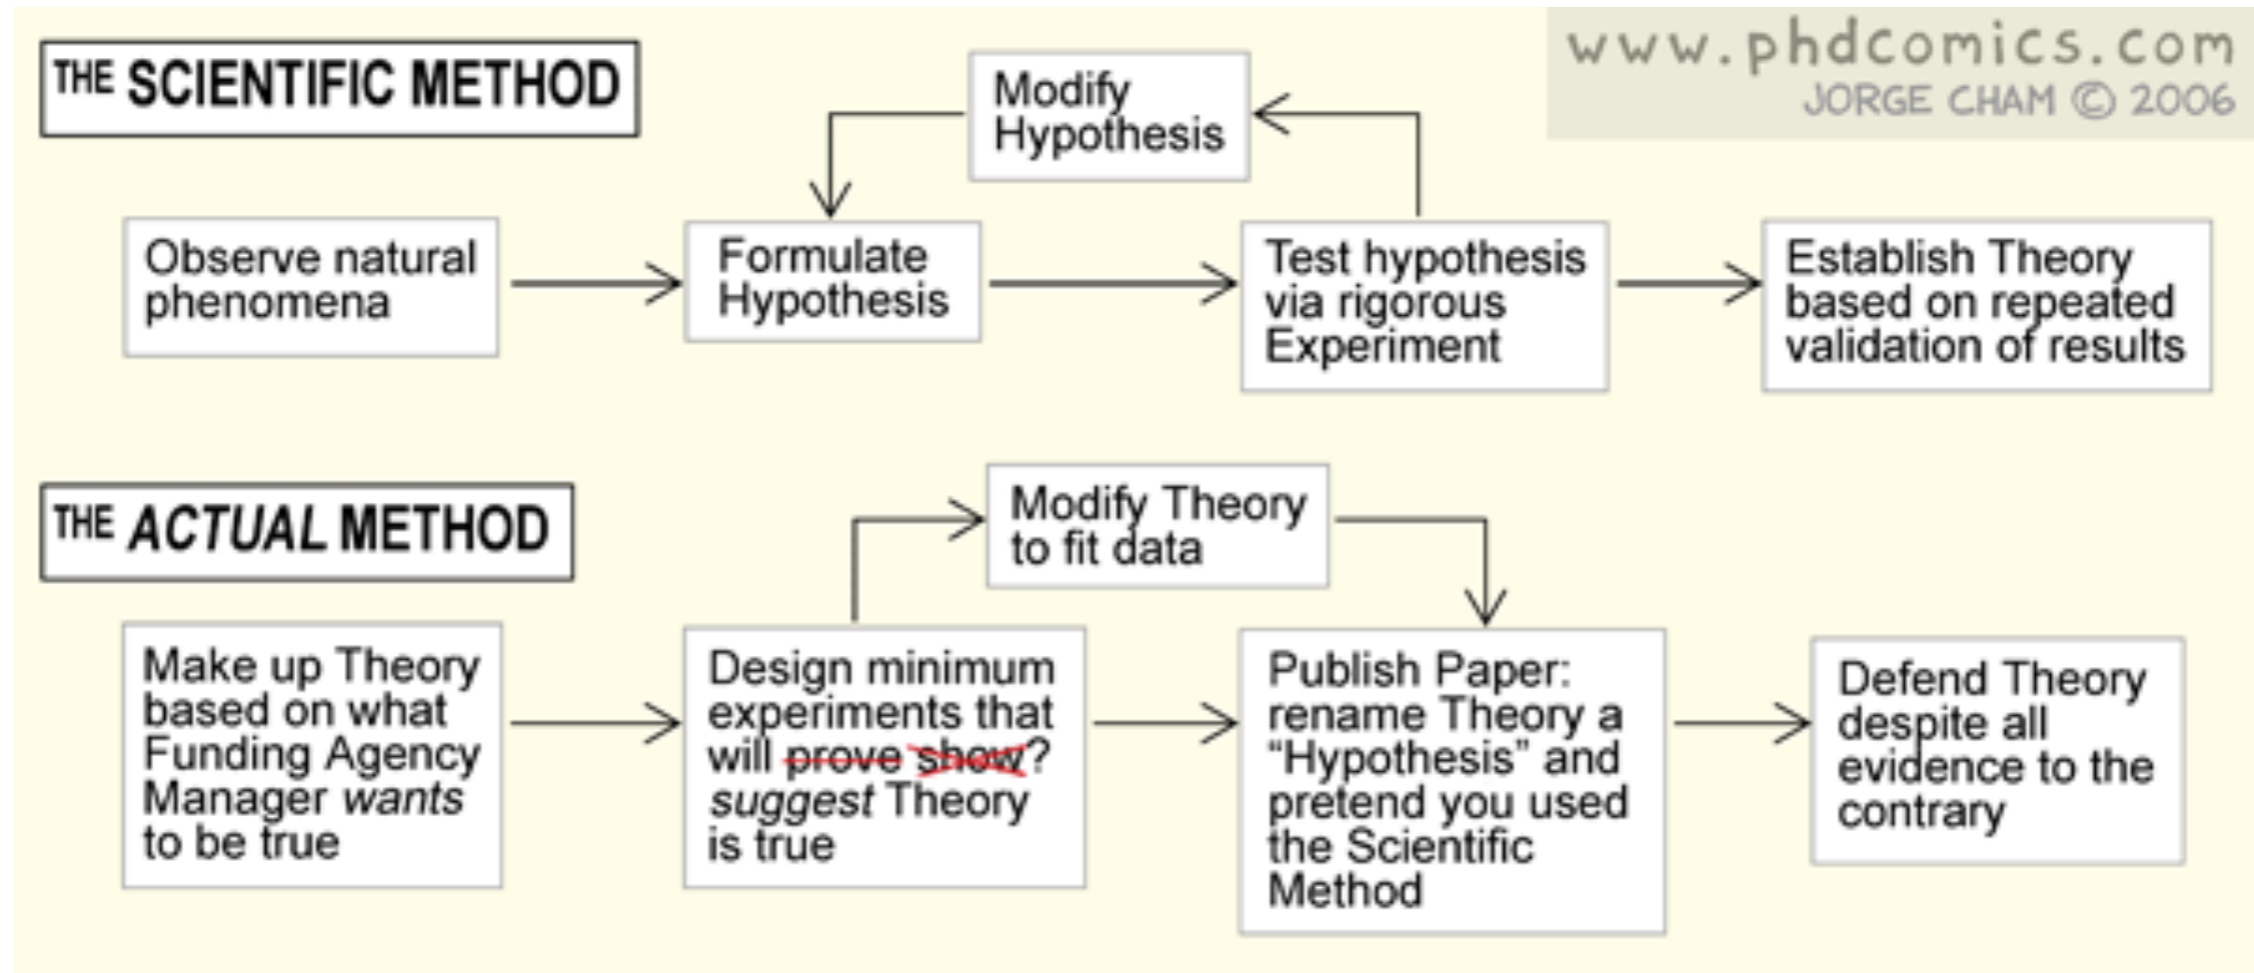 www.phdcomics.com
JORGE CHAM © 2006
THE SCIENTIFIC METHOD
Modify
Hypothesis
Observe natural
phenomena
Formulate
Hypothesis
Test hypothesis
via rigorous
Experiment
Establish Theory
based on repeated
validation of results
THE ACTUAL METHOD
Modify Theory
to fit data
Make up Theory
based on what
Funding Agency
Manager wants
to be true
Design minimum
experiments that
will prove show?
suggest Theory
is true
Publish Paper:
rename Theory a
“Hypothesis” and
pretend you used
the Scientific
Method
Defend Theory
despite all
evidence to the
contrary